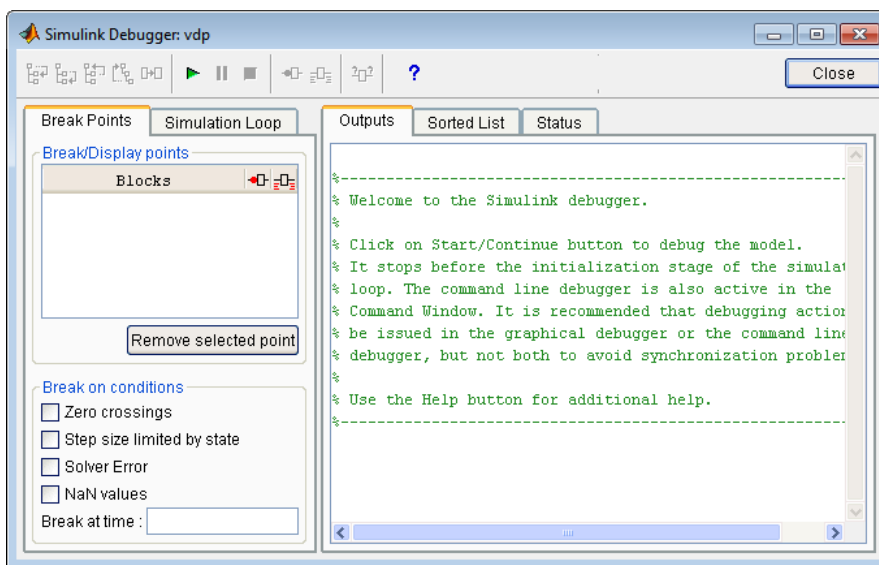 Simulink Debugger: vdp
?
Close
Break Points
Simulation Loop
Break/Display points
Blocks
Remove selected point
Break on conditions
Zero crossings
Step size limited by state
Solver Error
NaN values
Break at time :
Outputs
Sorted List
Status
%----------------------------------------------------------
% Welcome to the Simulink debugger.
%
% Click on Start/Continue button to debug the model.
% It stops before the initialization stage of the simulat
% loop. The command line debugger is also active in the
% Command Window. It is recommended that debugging action
% be issued in the graphical debugger or the command line
% debugger, but not both to avoid synchronization problem
%
% Use the Help button for additional help.
%----------------------------------------------------------